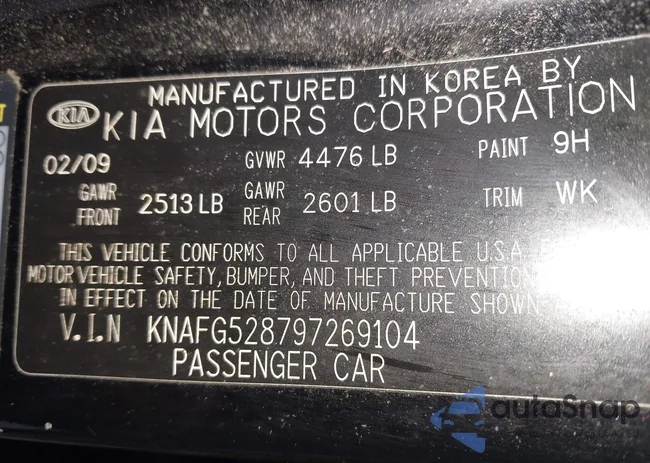 MANUFACTURED IN KOREA BY
KIA KIA MOTORS CORPORATION
02/09 GVWR 4476 LB PAINT 9H
GAWR FRONT 2513 LB GAWR REAR 2601 LB TRIM WK
THIS VEHICLE CONFORMS TO ALL APPLICABLE U.S.A.
MOTOR VEHICLE SAFETY, BUMPER, AND THEFT PREVENTION
IN EFFECT ON THE DATE OF MANUFACTURE SHOWN
V.I.N KNAFG528797269104
PASSENGER CAR
autoSnap